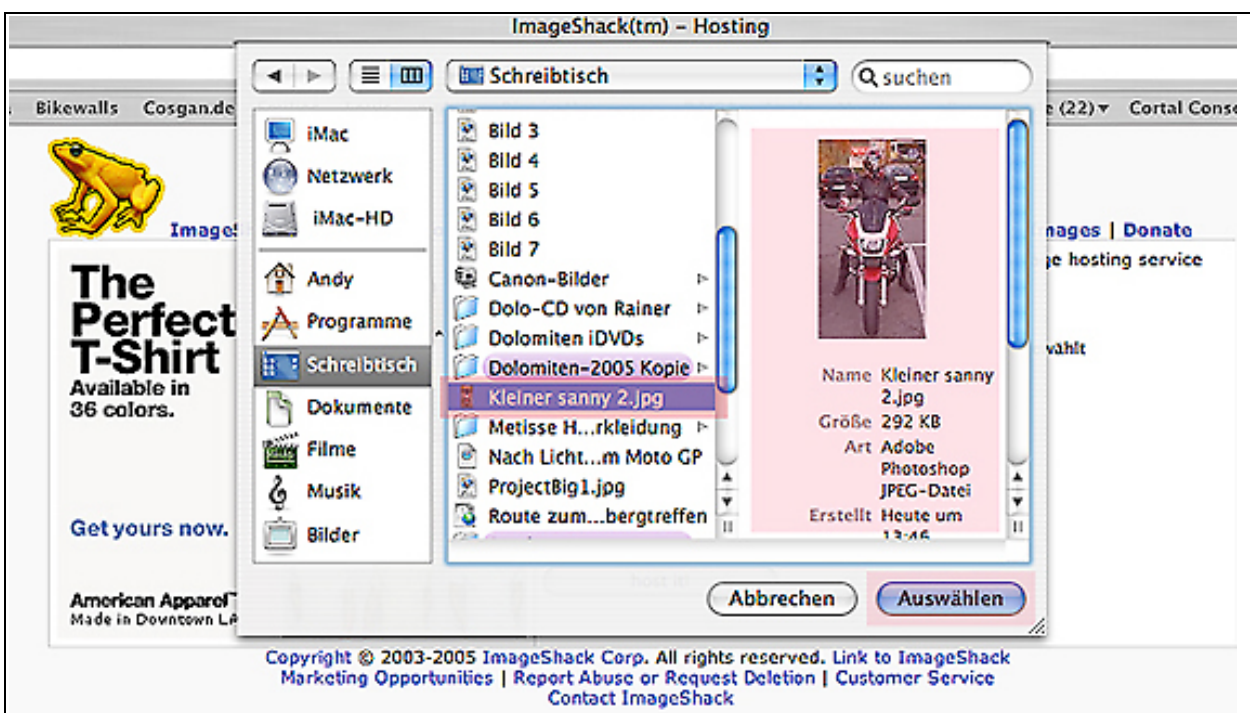 ImageShack(tm) – Hosting
Schreibtisch
suchen
Bikewalls Cosgan.de
(22) Cortal
iMac
Netzwerk
iMac-HD
Andy
Programme
Schreibtisch
Dokumente
Filme
Musik
Bilder
Bild 3
Bild 4
Bild 5
Bild 6
Bild 7
Canon-Bilder
Dolo-CD von Rainer
Dolomiten iDVDs
Dolomiten-2005 Kopie
Kleiner sanny 2.jpg
Metisse H...rkleidung
Nach Licht...m Moto GP
ProjectBig1.jpg
Route zum...bergtreffen
Name Kleiner sanny
2.jpg
Größe 292 KB
Art Adobe
Photoshop
JPEG-Datei
Erstellt Heute um
13:46
Donate
hosting service
The
Perfect
T-Shirt
Available in
36 colors.
Get yours now.
American Apparel
Made in Downtown LA
host it!
Abbrechen
Auswählen
Copyright © 2003-2005 ImageShack Corp. All rights reserved. Link to ImageShack
Marketing Opportunities | Report Abuse or Request Deletion | Customer Service
Contact ImageShack